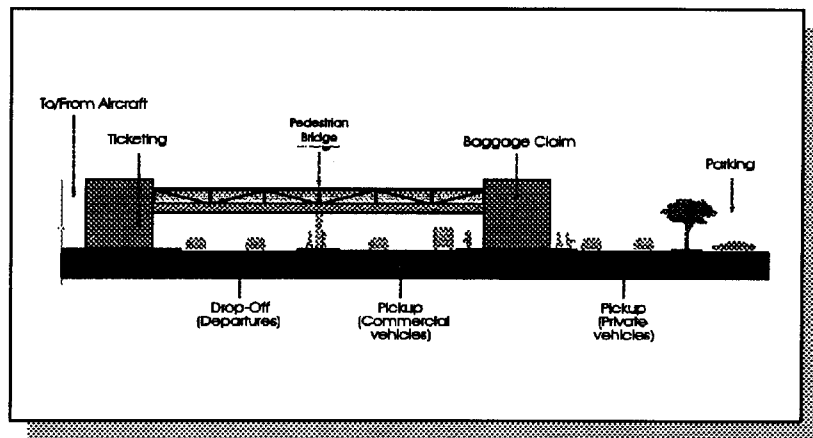 To/From Aircraft
Ticketing
Pedestrian
Bridge
Baggage Claim
Parking
Drop-Off
(Departures)
Pickup
(Commercial
vehicles)
Pickup
(Private
vehicles)